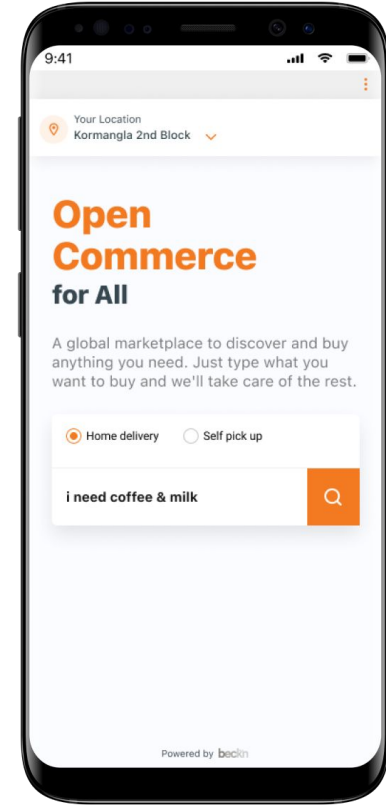 9:41
Your Location
Kormangla 2nd Block
Open
Commerce
for All
A global marketplace to discover and buy
anything you need. Just type what you
want to buy and we'll take care of the rest.
Home delivery Self pick up
i need coffee & milk
Powered by beckn